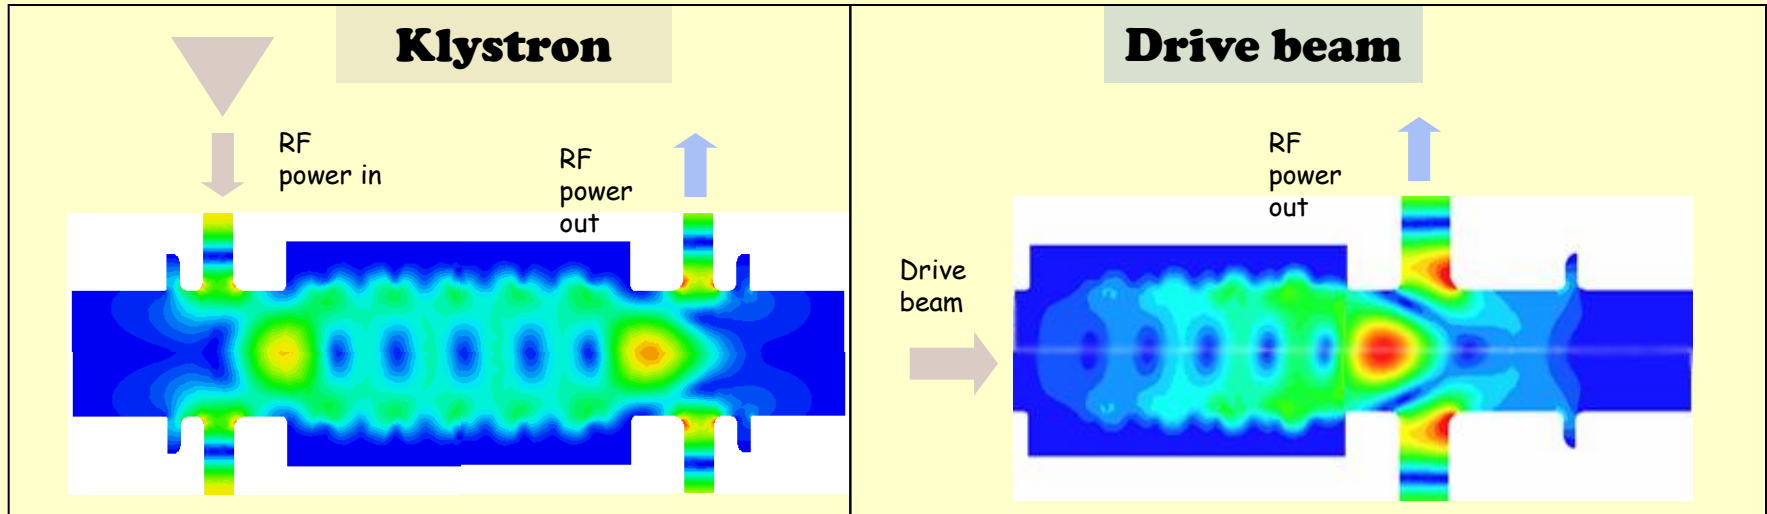 Klystron
RF
power in
RF
power
out
Drive beam
RF
power
out
Drive
beam